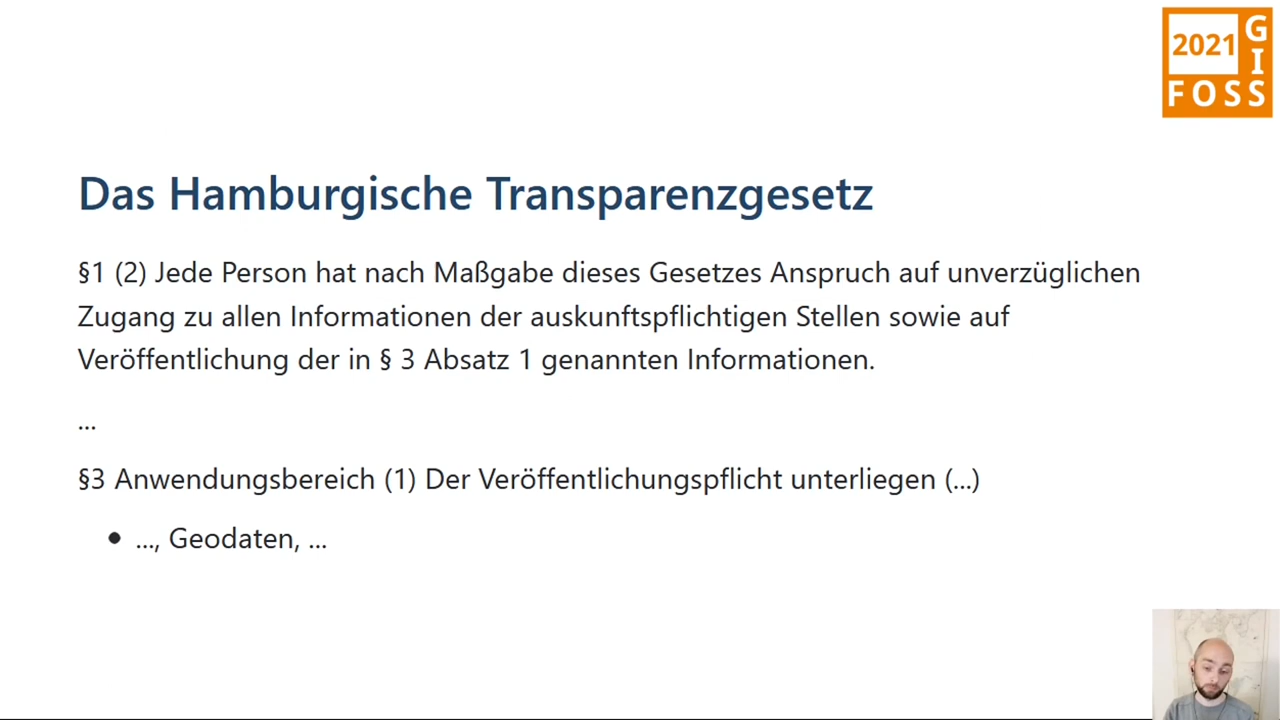 2021
G
I
FOSS
Das Hamburgische Transparenzgesetz
§1 (2) Jede Person hat nach Maßgabe dieses Gesetzes Anspruch auf unverzüglichen
Zugang zu allen Informationen der auskunftspflichtigen Stellen sowie auf
Veröffentlichung der in § 3 Absatz 1 genannten Informationen.
...
§3 Anwendungsbereich (1) Der Veröffentlichungspflicht unterliegen (...)
• ..., Geodaten, ...